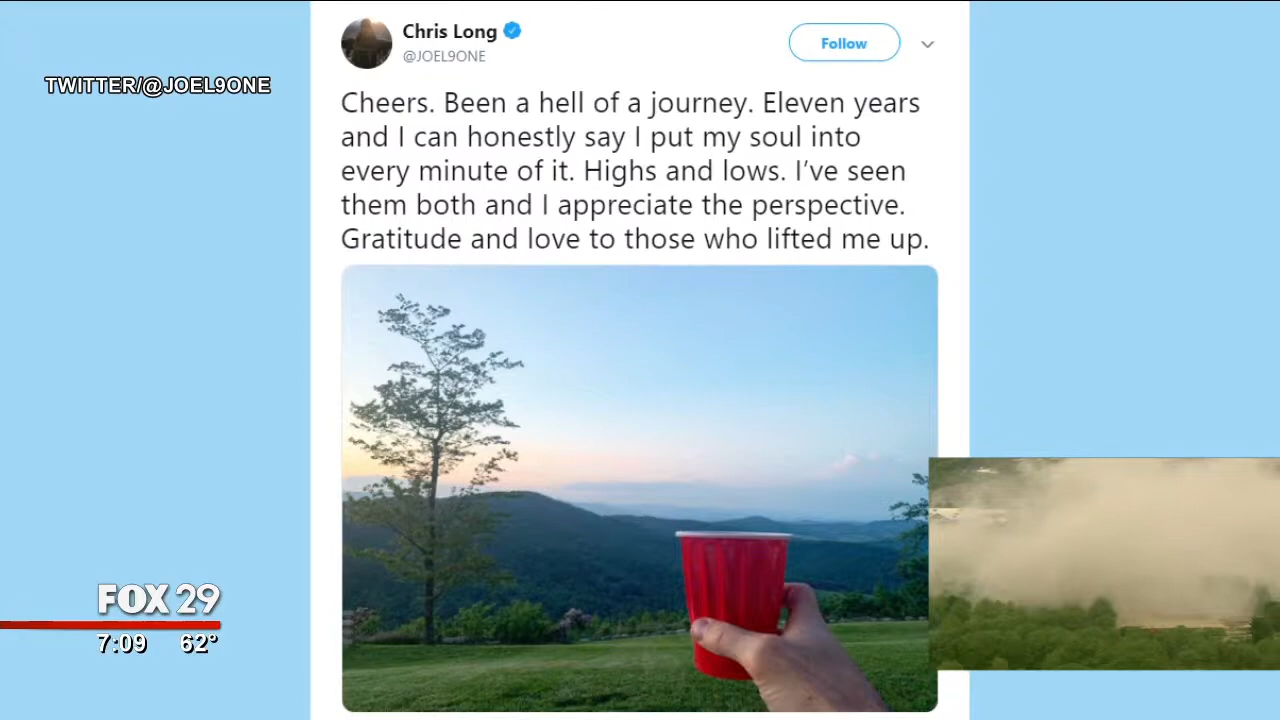 TWITTER/@JOEL9ONE
Chris Long
@JOEL9ONE
Follow
Cheers. Been a hell of a journey. Eleven years
and I can honestly say I put my soul into
every minute of it. Highs and lows. I’ve seen
them both and I appreciate the perspective.
Gratitude and love to those who lifted me up.
FOX 29
7:09 62°